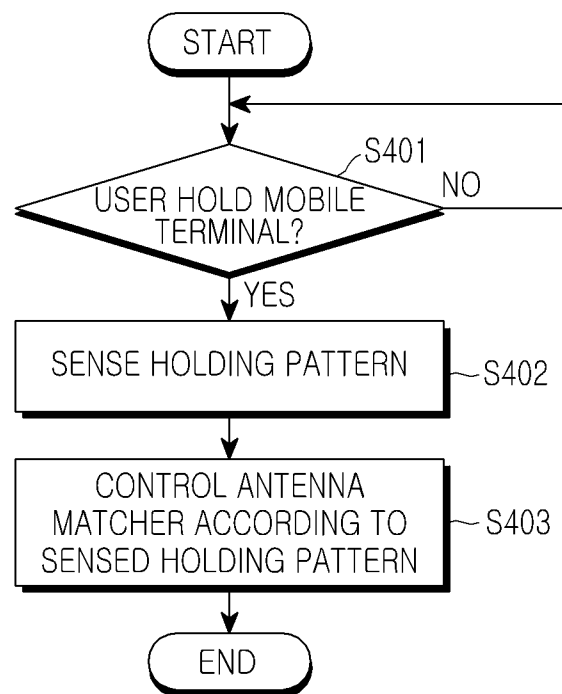 START
S401
USER HOLD MOBILE
TERMINAL?
NO
YES
SENSE HOLDING PATTERN
S402
CONTROL ANTENNA
MATCHER ACCORDING TO
SENSED HOLDING PATTERN
S403
END